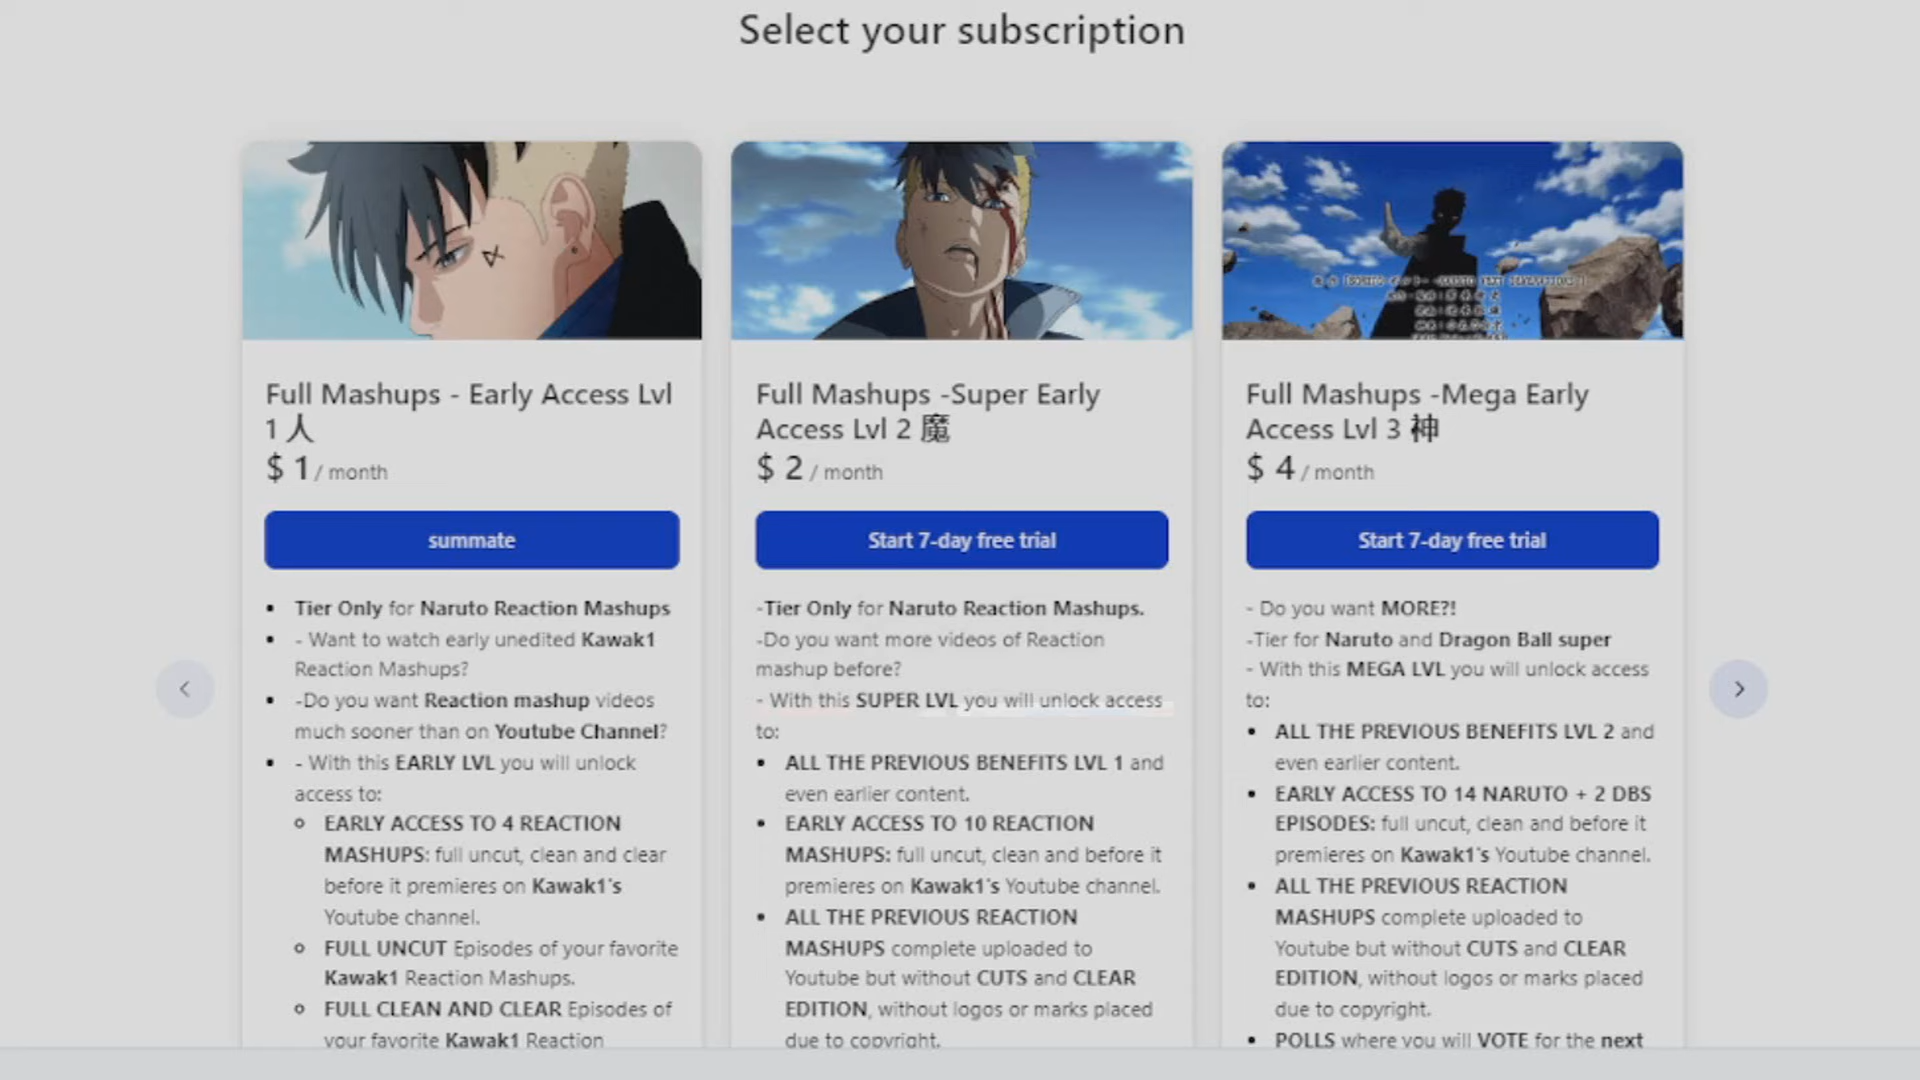 Select your subscription
Full Mashups - Early Access Lvl
1 人
$ 1 / month
summate
• Tier Only for Naruto Reaction Mashups
• - Want to watch early unedited Kawak1
Reaction Mashups?
• -Do you want Reaction mashup videos
much sooner than on Youtube Channel?
• - With this EARLY LVL you will unlock
access to:
EARLY ACCESS TO 4 REACTION
MASHUPS: full uncut, clean and clear
before it premieres on Kawak1's
Youtube channel.
FULL UNCUT Episodes of your favorite
Kawak1 Reaction Mashups.
FULL CLEAN AND CLEAR Episodes of
your favorite Kawak1 Reaction
Full Mashups -Super Early
Access Lvl 2 魔
$ 2 / month
Start 7-day free trial
-Tier Only for Naruto Reaction Mashups.
-Do you want more videos of Reaction
mashup before?
- With this SUPER LVL you will unlock access
to:
• ALL THE PREVIOUS BENEFITS LVL 1 and
even earlier content.
• EARLY ACCESS TO 10 REACTION
MASHUPS: full uncut, clean and before it
premieres on Kawak1's Youtube channel.
• ALL THE PREVIOUS REACTION
MASHUPS complete uploaded to
Youtube but without CUTS and CLEAR
EDITION, without logos or marks placed
due to copyright.
Full Mashups -Mega Early
Access Lvl 3 神
$ 4 / month
Start 7-day free trial
- Do you want MORE?!
-Tier for Naruto and Dragon Ball super
- With this MEGA LVL you will unlock access
to:
• ALL THE PREVIOUS BENEFITS LVL 2 and
even earlier content.
• EARLY ACCESS TO 14 NARUTO + 2 DBS
EPISODES: full uncut, clean and before it
premieres on Kawak1's Youtube channel.
• ALL THE PREVIOUS REACTION
MASHUPS complete uploaded to
Youtube but without CUTS and CLEAR
EDITION, without logos or marks placed
due to copyright.
• POLLS where you will VOTE for the next